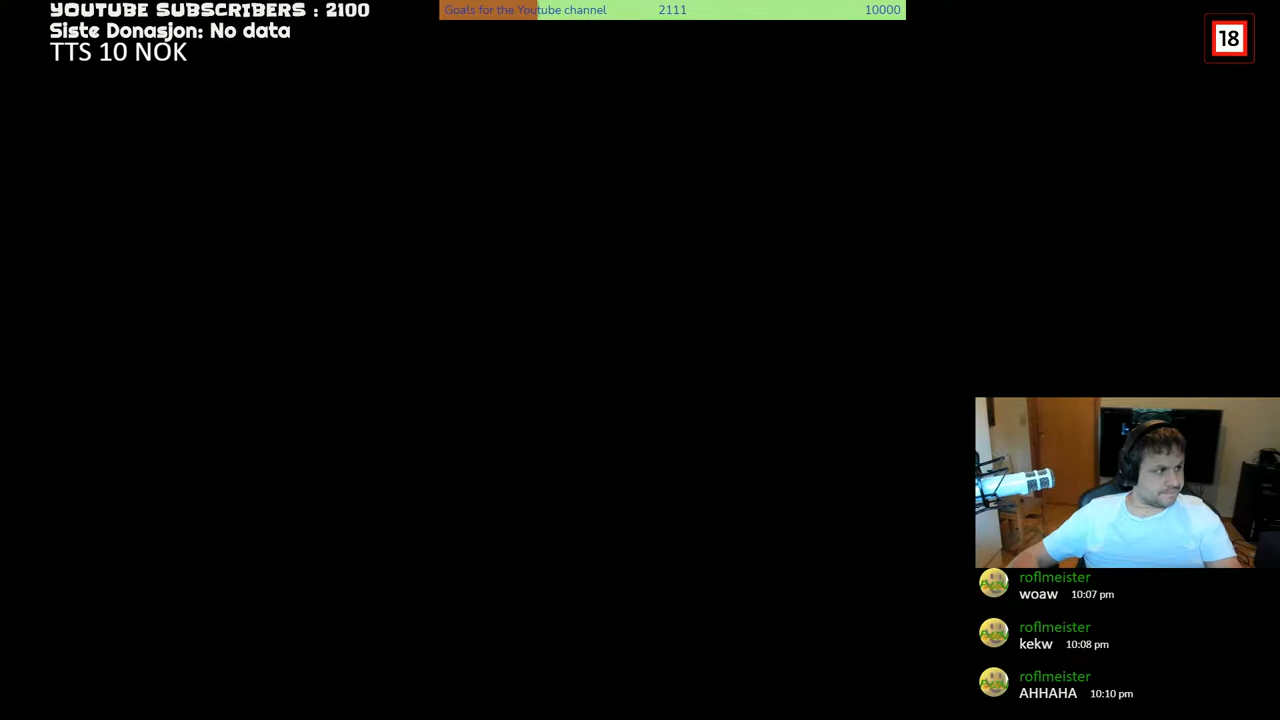 YOUTUBE SUBSCRIBERS : 2100
Siste Donasjon: No data
TTS 10 NOK
Goals for the Youtube channel 2111 10000
18
roflmeister
woaw 10:07 pm
roflmeister
kekw 10:08 pm
roflmeister
AHHAHA 10:10 pm